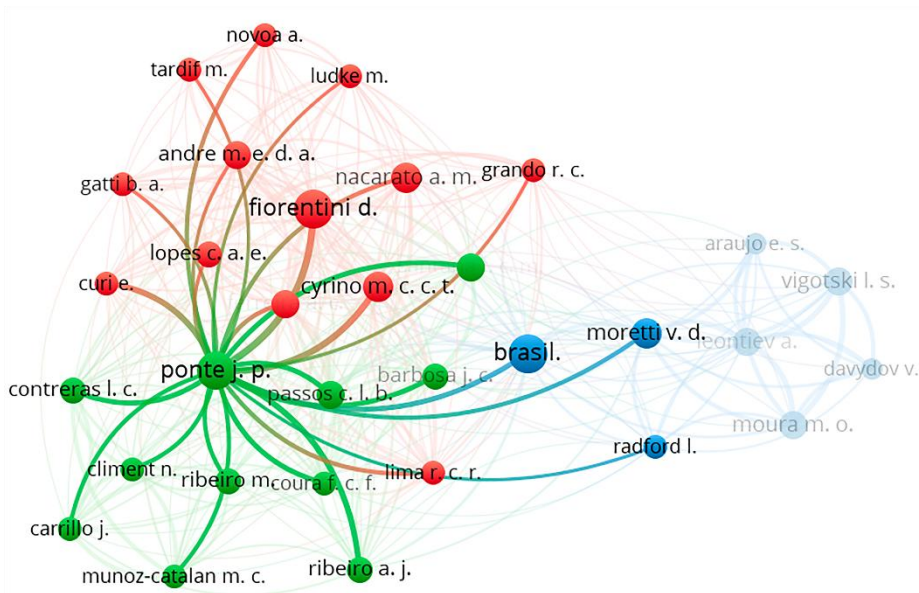 novoa a.
tardif m.
ludke m.
andre m. e. d. a.
gatti b. a.
nacarato a. m.
grando r. c.
fiorentini d.
lopes c. a. e.
curi e.
cyrino m. c. c. t.
araujo e. s.
vigotski l. s.
moretti v. d.
leontiev a.
brasil.
davydov v.
ponte j. p.
contreras l. c.
passos c. l. b.
barbosa j. c.
moura m. o.
radford l.
climent n.
ribeiro m.
coura f. c. f.
lima r. c. r.
carrillo j.
munoz-catalan m. c.
ribeiro a. j.